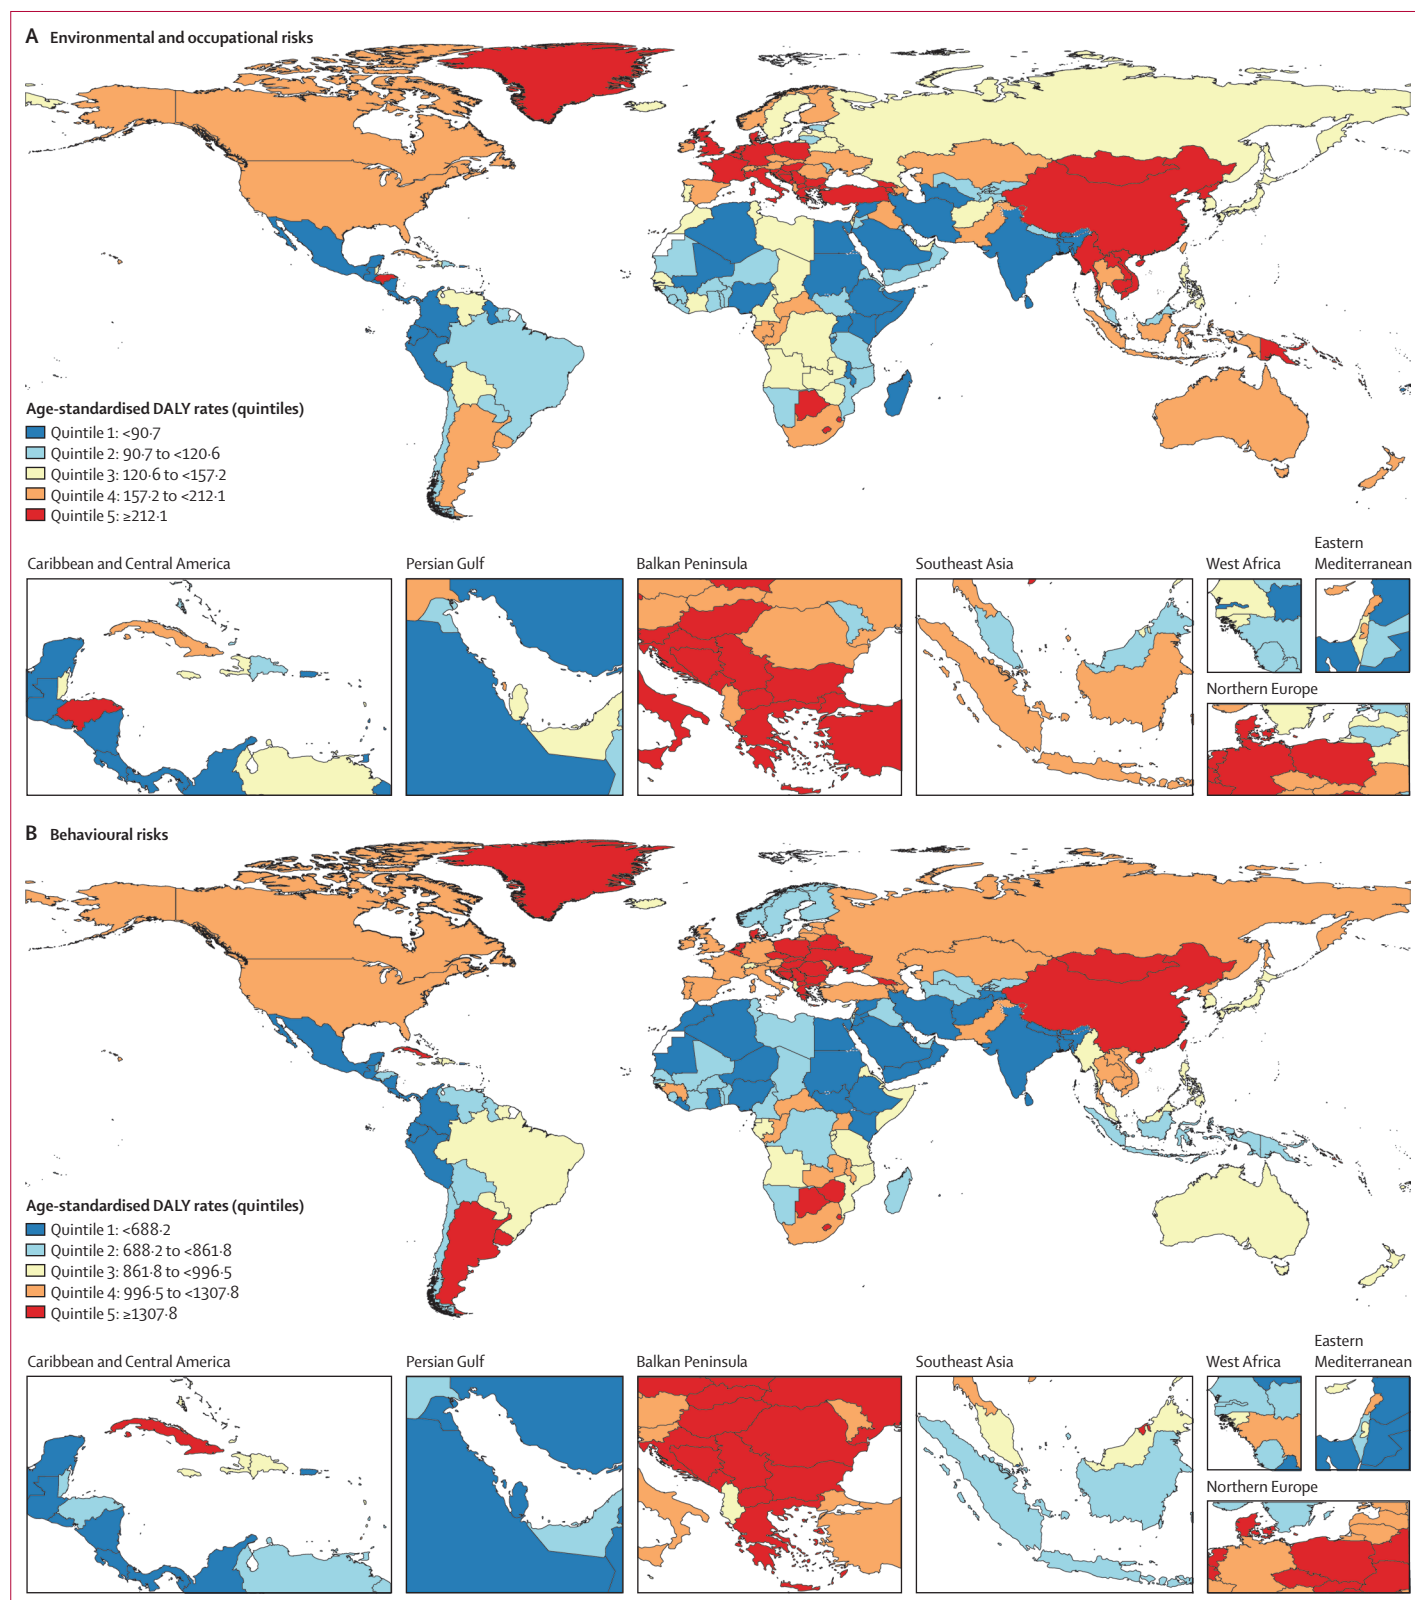 A Environmental and occupational risks
Age-standardised DALY rates (quintiles)
Quintile 1: <90·7
Quintile 2: 90·7 to <120·6
Quintile 3: 120·6 to <157·2
Quintile 4: 157·2 to <212·1
Quintile 5: ≥212·1
Caribbean and Central America
Persian Gulf
Balkan Peninsula
Southeast Asia
West Africa
Eastern
Mediterranean
Northern Europe
B Behavioural risks
Age-standardised DALY rates (quintiles)
Quintile 1: <688·2
Quintile 2: 688·2 to <861·8
Quintile 3: 861·8 to <996·5
Quintile 4: 996·5 to <1307·8
Quintile 5: ≥1307·8
Caribbean and Central America
Persian Gulf
Balkan Peninsula
Southeast Asia
West Africa
Eastern
Mediterranean
Northern Europe